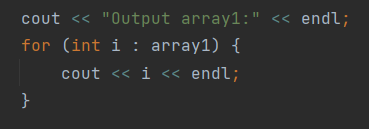 cout << "Output array1:" << endl;
for (int i : array1) {
    cout << i << endl;
}